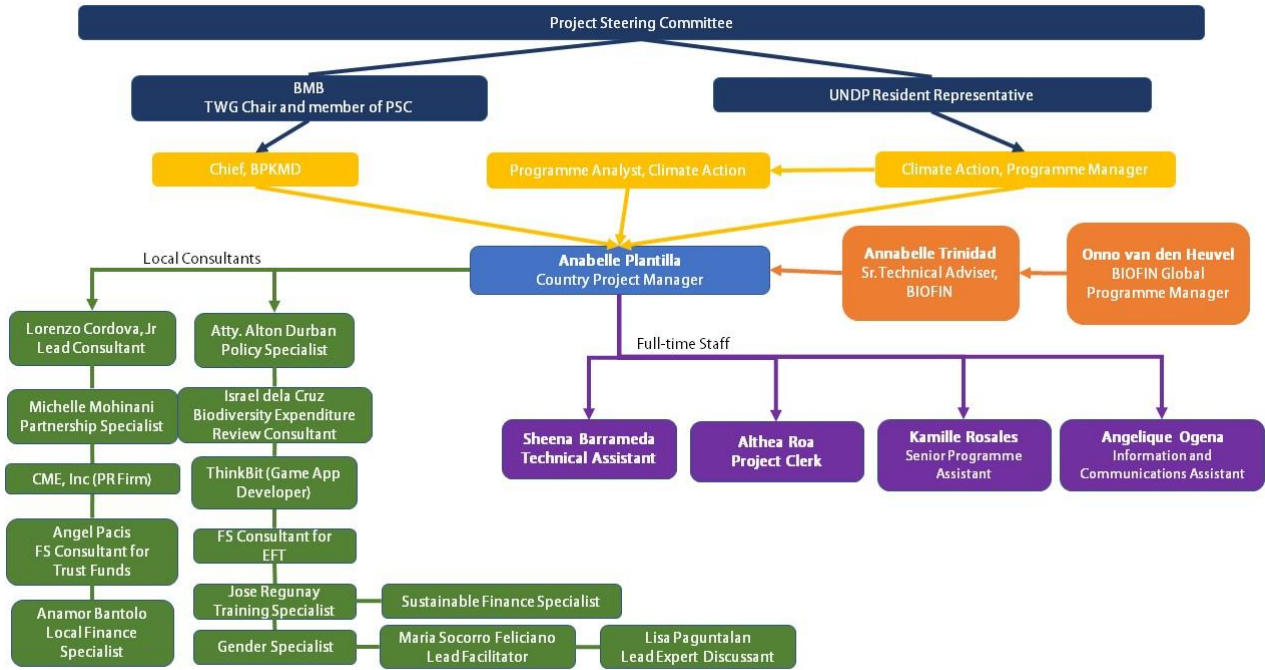 Project Steering Committee
BMB
TWG Chair and member of PSC
UNDP Resident Representative
Chief, BPKMD
Programme Analyst, Climate Action
Climate Action, Programme Manager
Anabelle Plantilla
Country Project Manager
Annabelle Trinidad
Sr. Technical Adviser,
BIOFIN
Onno van den Heuvel
BIOFIN Global
Programme Manager
Local Consultants
Lorenzo Cordova, Jr
Lead Consultant
Michelle Mohinani
Partnership Specialist
CME, Inc (PR Firm)
Angel Pacis
FS Consultant for
Trust Funds
Anamor Bantolo
Local Finance
Specialist
Atty. Alton Durban
Policy Specialist
Israel dela Cruz
Biodiversity Expenditure
Review Consultant
ThinkBit (Game App
Developer)
FS Consultant for
EFT
Jose Regunay
Training Specialist
Sustainable Finance Specialist
Gender Specialist
Maria Socorro Feliciano
Lead Facilitator
Lisa Paguntalan
Lead Expert Discussant
Full-time Staff
Sheena Barrameda
Technical Assistant
Althea Roa
Project Clerk
Kamille Rosales
Senior Programme
Assistant
Angelique Ogena
Information and
Communications Assistant